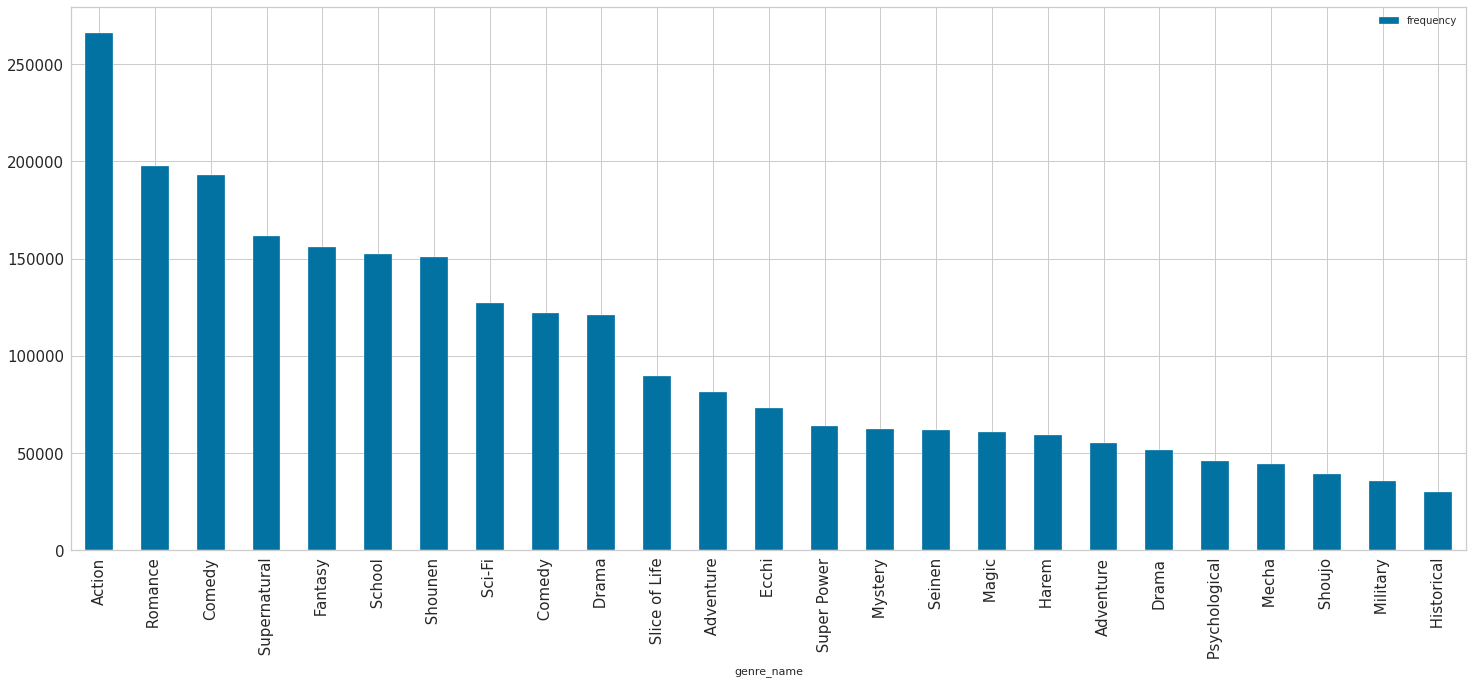 frequency
250000
200000
150000
100000
50000
0
Action
Romance
Comedy
Supernatural
Fantasy
School
Shounen
Sci-Fi
Comedy
Drama
Slice of Life
Adventure
Ecchi
Super Power
Mystery
Seinen
Magic
Harem
Adventure
Drama
Psychological
Mecha
Shoujo
Military
Historical
genre_name